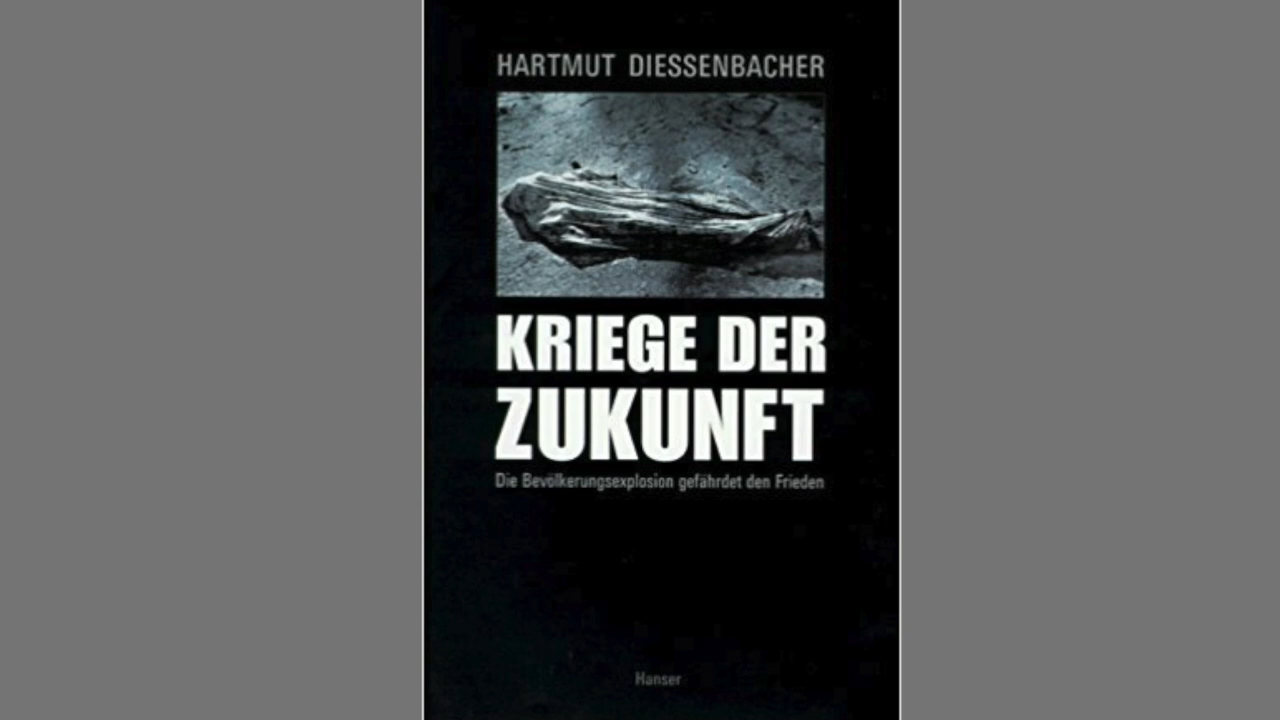 HARTMUT DIESSENBACHER
KRIEGE DER
ZUKUNFT
Die Bevölkerungsexplosion gefährdet den Frieden
Hanser